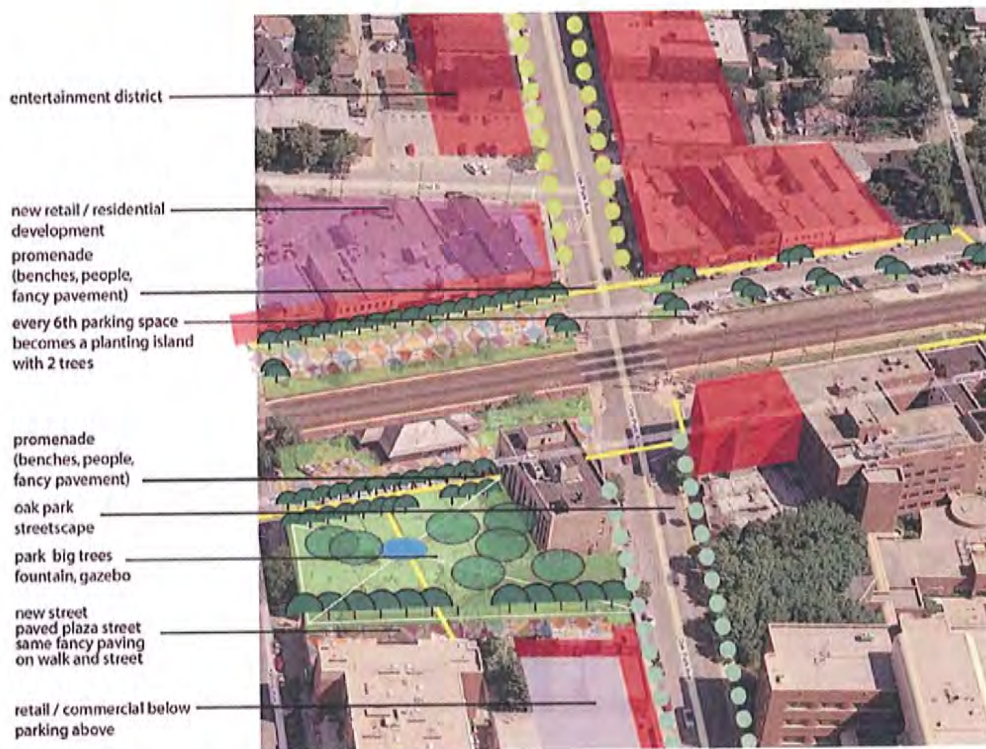 entertainment district
new retail / residential
development
promenade
(benches, people,
fancy pavement)
every 6th parking space
becomes a planting island
with 2 trees
promenade
(benches, people,
fancy pavement)
oak park
streetscape
park big trees
fountain, gazebo
new street
paved plaza street
same fancy paving
on walk and street
retail / commercial below
parking above